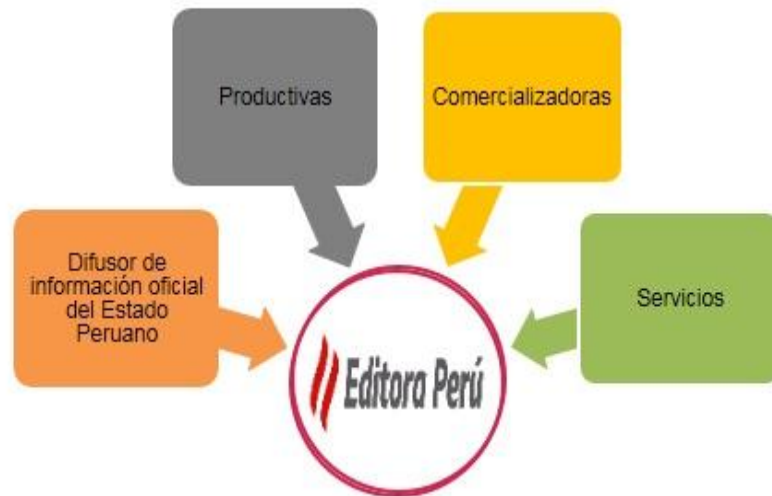 Productivas
Comercializadoras
Difusor de
información oficial
del Estado
Peruano
Servicios
Editora Perú